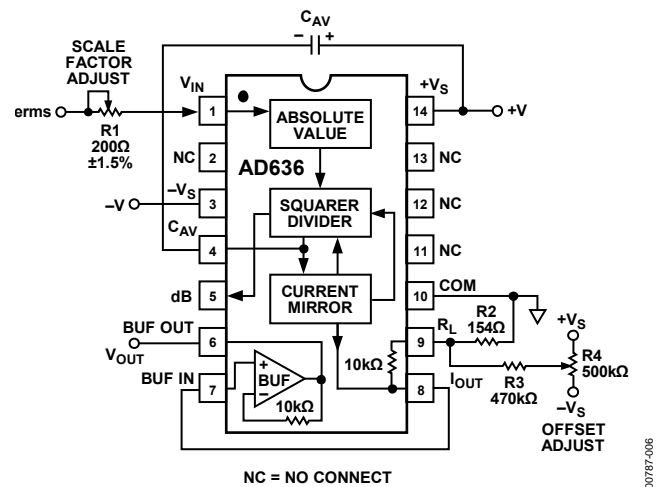 CAV
– +
SCALE
FACTOR
ADJUST
VIN
+VS
erms
1
ABSOLUTE
VALUE
14
+V
R1
200Ω
±1.5%
NC
2
AD636
13
NC
–V
–VS
3
SQUARER
DIVIDER
12
NC
CAV
4
11
NC
dB
5
CURRENT
MIRROR
10
COM
R2
154Ω
+VS
BUF OUT
VOUT
6
10kΩ
9
RL
R4
500kΩ
BUF IN
7
+
BUF
–
10kΩ
8
IOUT
R3
470kΩ
–VS
OFFSET
ADJUST
NC = NO CONNECT
00787-006